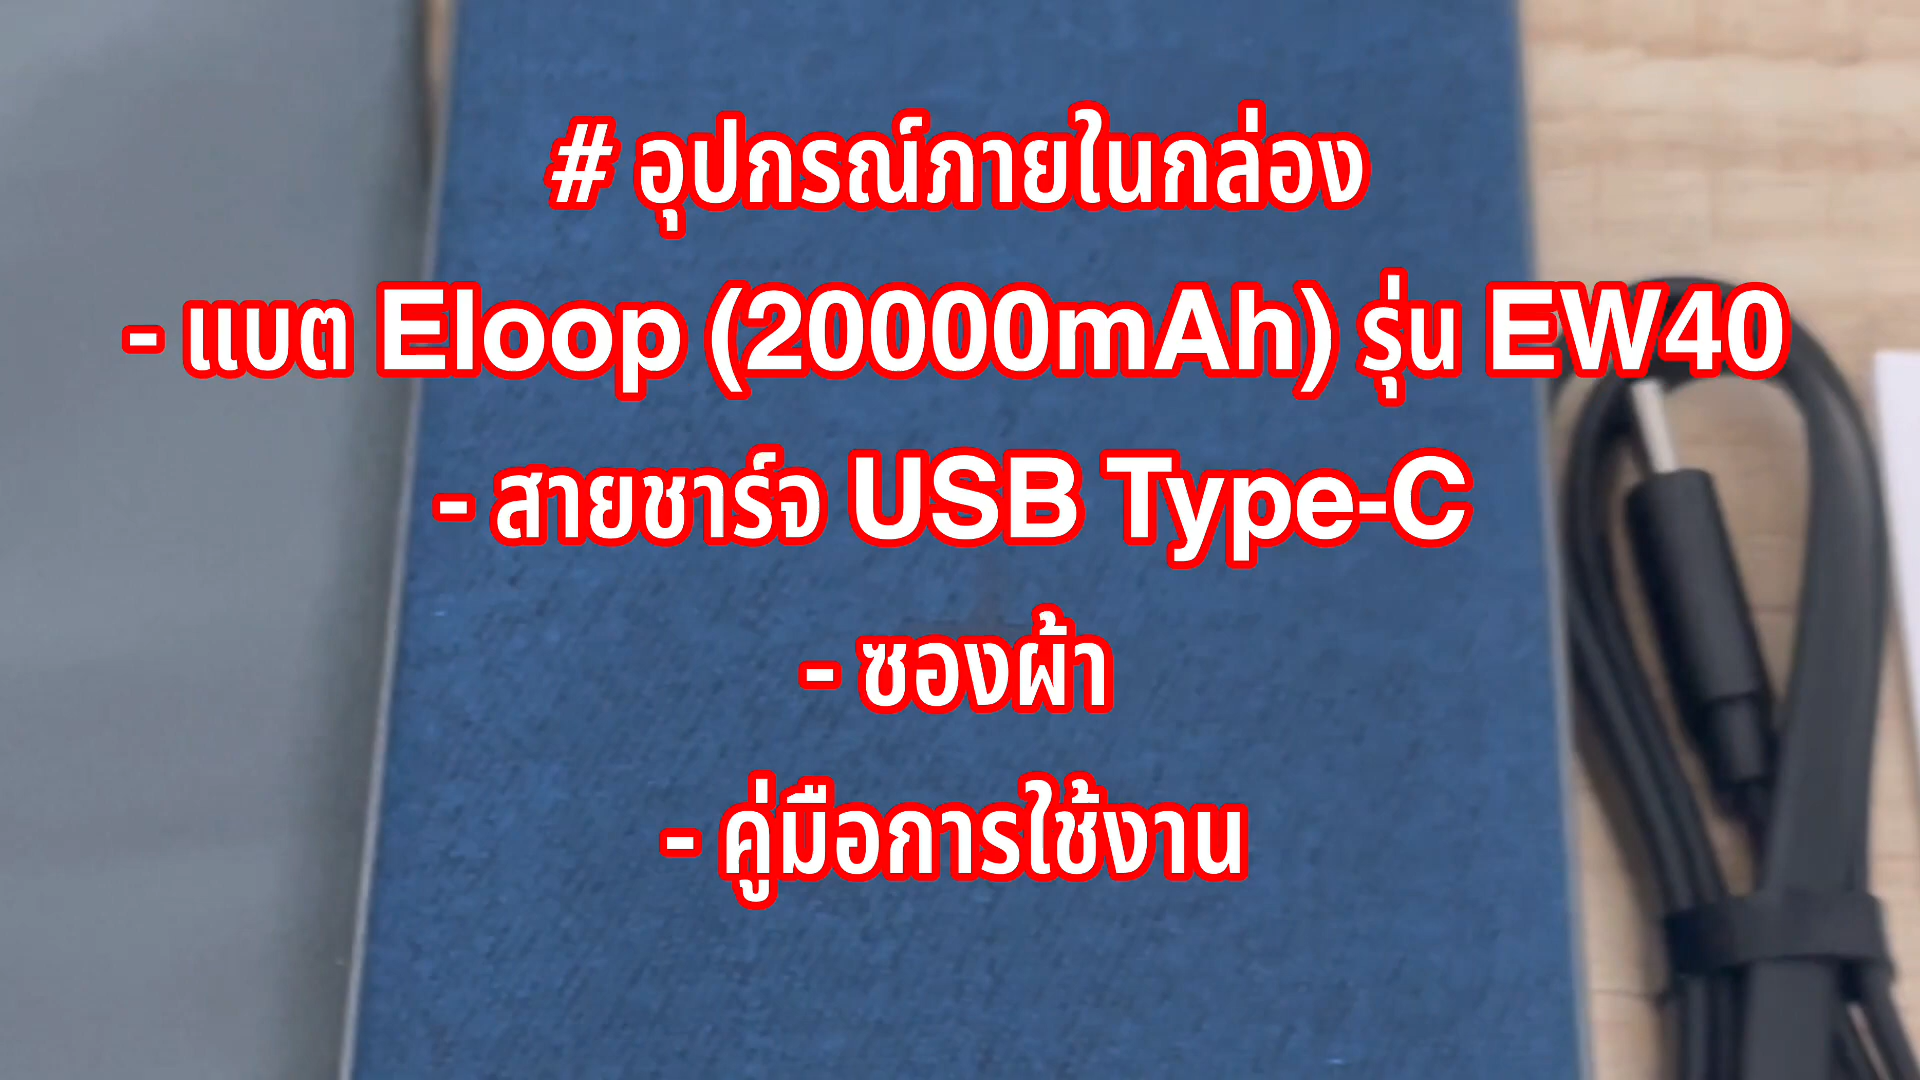 # อุปกรณ์ภายในกล่อง
- แบต Eloop (20000mAh) รุ่น EW40
- สายชาร์จ USB Type-C
- ซองผ้า
- คู่มือการใช้งาน